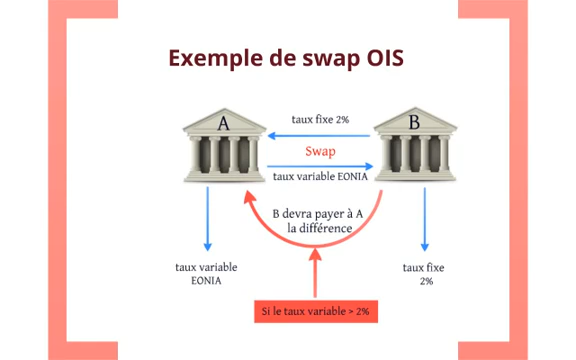 Exemple de swap OIS
A
taux fixe 2%
B
Swap
taux variable EONIA
B devra payer à A
la différence
taux variable
EONIA
taux fixe
2%
Si le taux variable > 2%